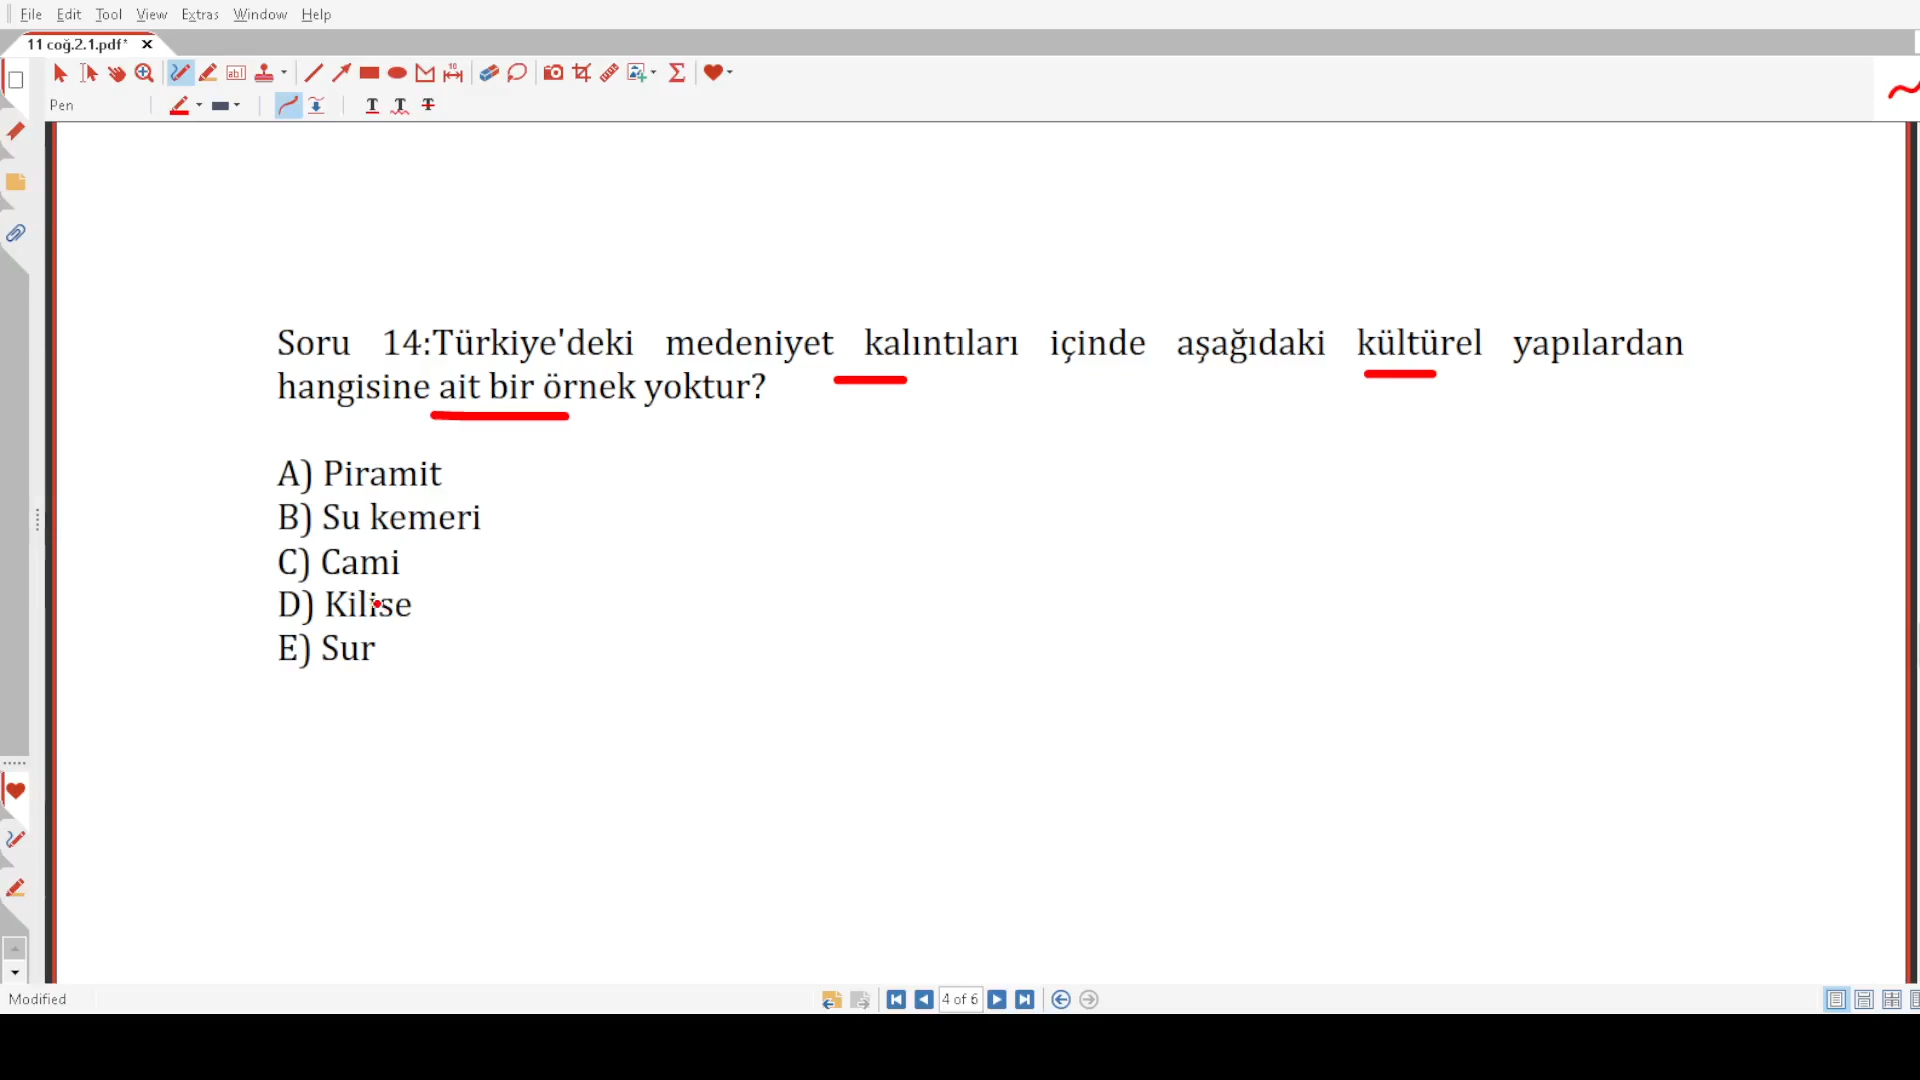 File Edit Tool View Extras Window Help
11 coğ.2.1.pdf*
Pen
Soru 14:Türkiye'deki medeniyet kalıntıları içinde aşağıdaki kültürel yapılardan
hangisine ait bir örnek yoktur?
A) Piramit
B) Su kemeri
C) Cami
D) Kilise
E) Sur
Modified
4 of 6